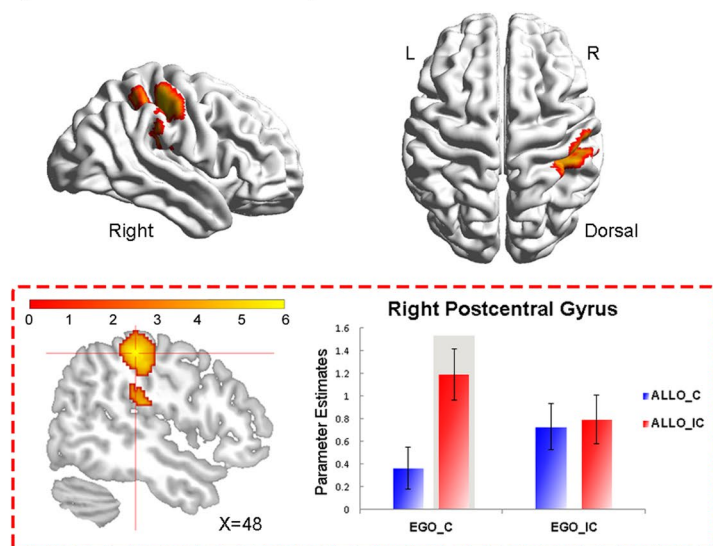 L
R
Right
Dorsal
0 1 2 3 4 5 6
X=48
Right Postcentral Gyrus
Parameter Estimates
1.6
1.4
1.2
1
0.8
0.6
0.4
0.2
0
EGO_C
EGO_IC
ALLO_C
ALLO_IC